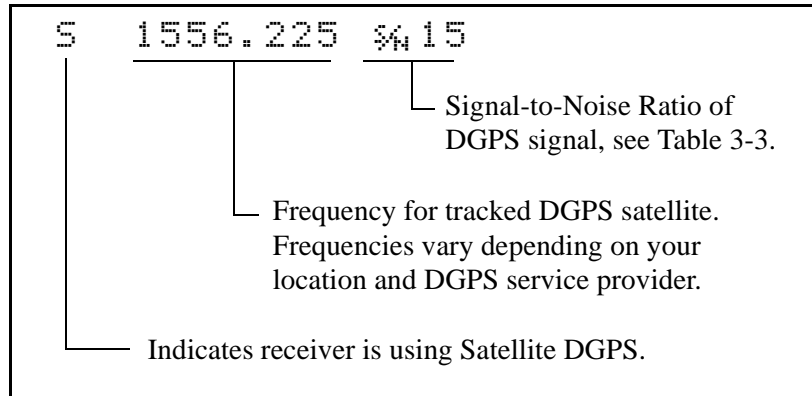 S 1556.225 S/N 15
Signal-to-Noise Ratio of
DGPS signal, see Table 3-3.
Frequency for tracked DGPS satellite.
Frequencies vary depending on your
location and DGPS service provider.
Indicates receiver is using Satellite DGPS.